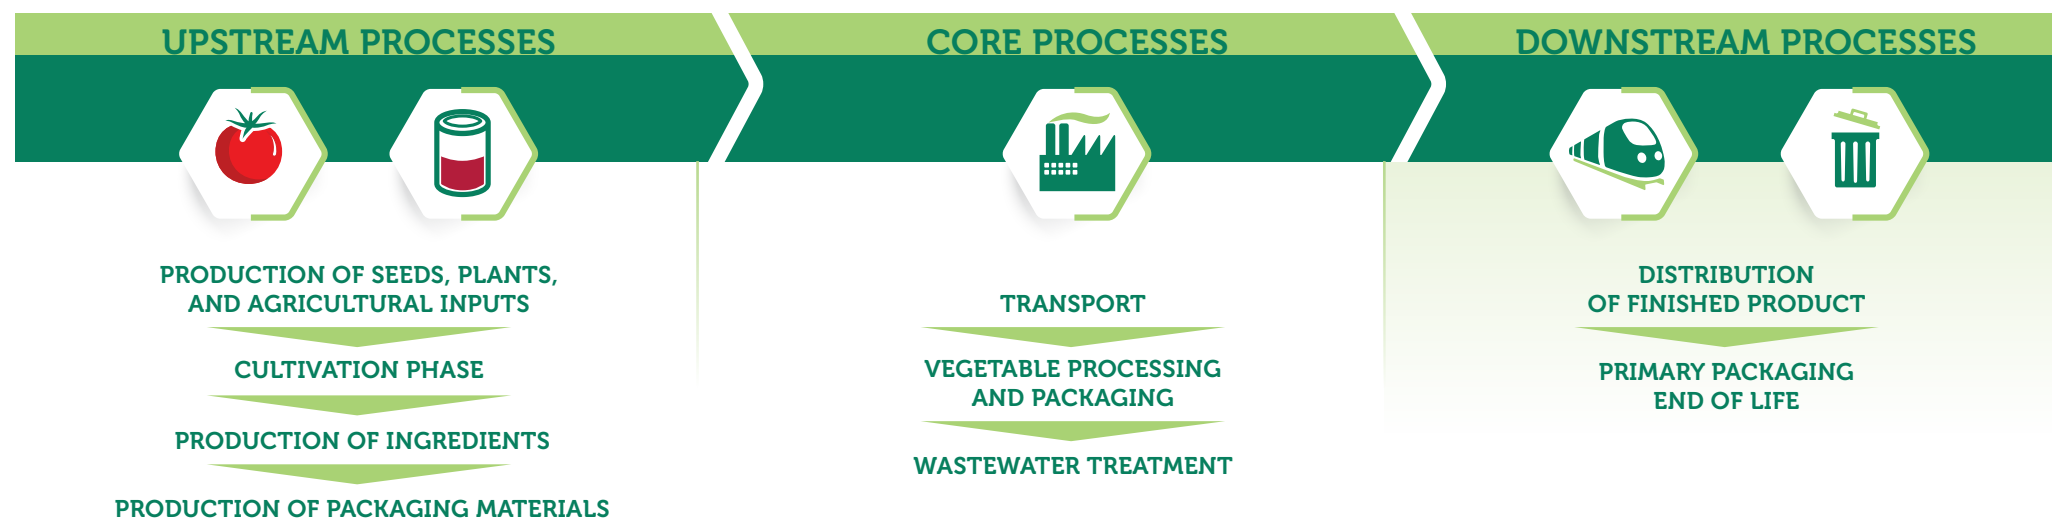 UPSTREAM PROCESSES
PRODUCTION OF SEEDS, PLANTS,
AND AGRICULTURAL INPUTS
CULTIVATION PHASE
PRODUCTION OF INGREDIENTS
PRODUCTION OF PACKAGING MATERIALS
CORE PROCESSES
TRANSPORT
VEGETABLE PROCESSING
AND PACKAGING
WASTEWATER TREATMENT
DOWNSTREAM PROCESSES
DISTRIBUTION
OF FINISHED PRODUCT
PRIMARY PACKAGING
END OF LIFE